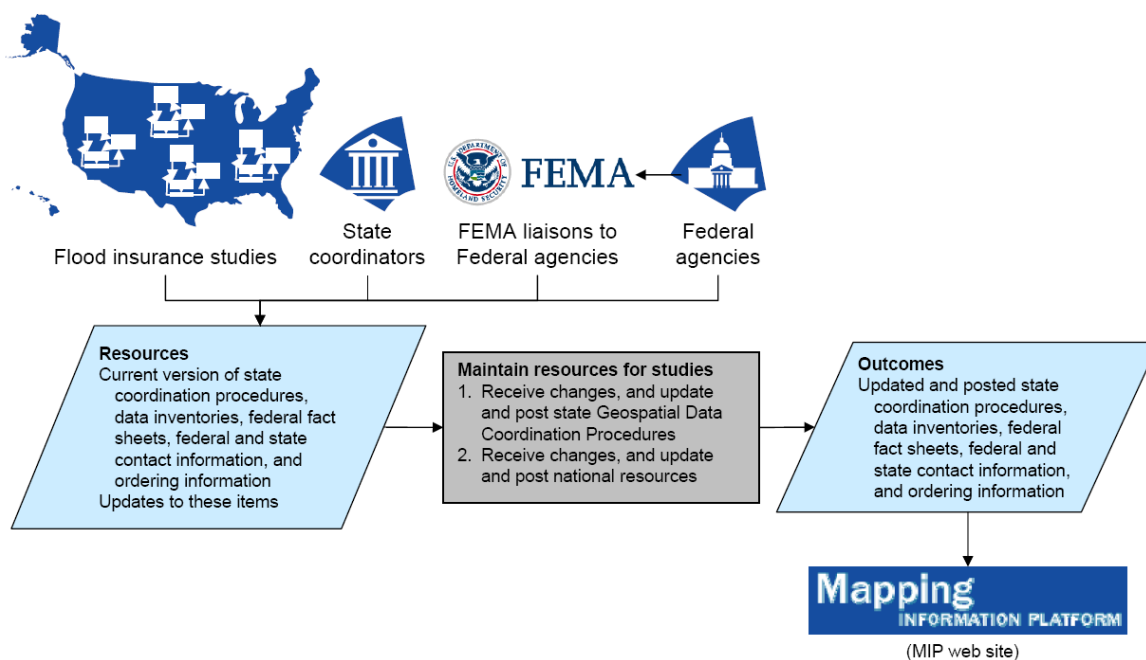 U.S. DEPARTMENT OF
HOMELAND SECURITY
FEMA
Flood insurance studies
State
coordinators
FEMA liaisons to
Federal agencies
Federal
agencies
Resources
Current version of state
coordination procedures,
data inventories, federal fact
sheets, federal and state
contact information, and
ordering information
Updates to these items
Maintain resources for studies
1. Receive changes, and update
and post state Geospatial Data
Coordination Procedures
2. Receive changes, and update
and post national resources
Outcomes
Updated and posted state
coordination procedures,
data inventories, federal
fact sheets, federal and
state contact information,
and ordering information
Mapping
INFORMATION PLATFORM
(MIP web site)